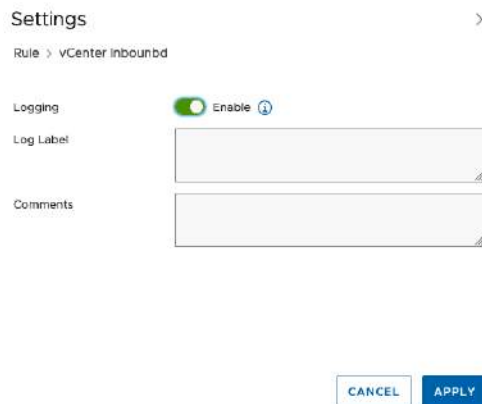 Settings
Rule > vCenter Inbounbd
Logging Enable
Log Label
Comments
CANCEL APPLY